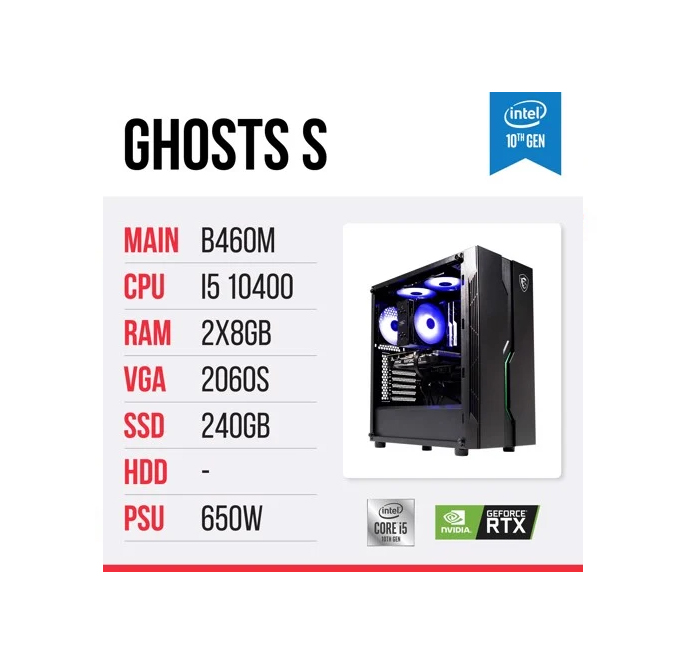 GHOSTS S
intel
10TH GEN
MAIN B460M
CPU I5 10400
RAM 2X8GB
VGA 2060S
SSD 240GB
HDD -
PSU 650W
intel
CORE i5
10TH GEN
NVIDIA.
GEFORCE
RTX